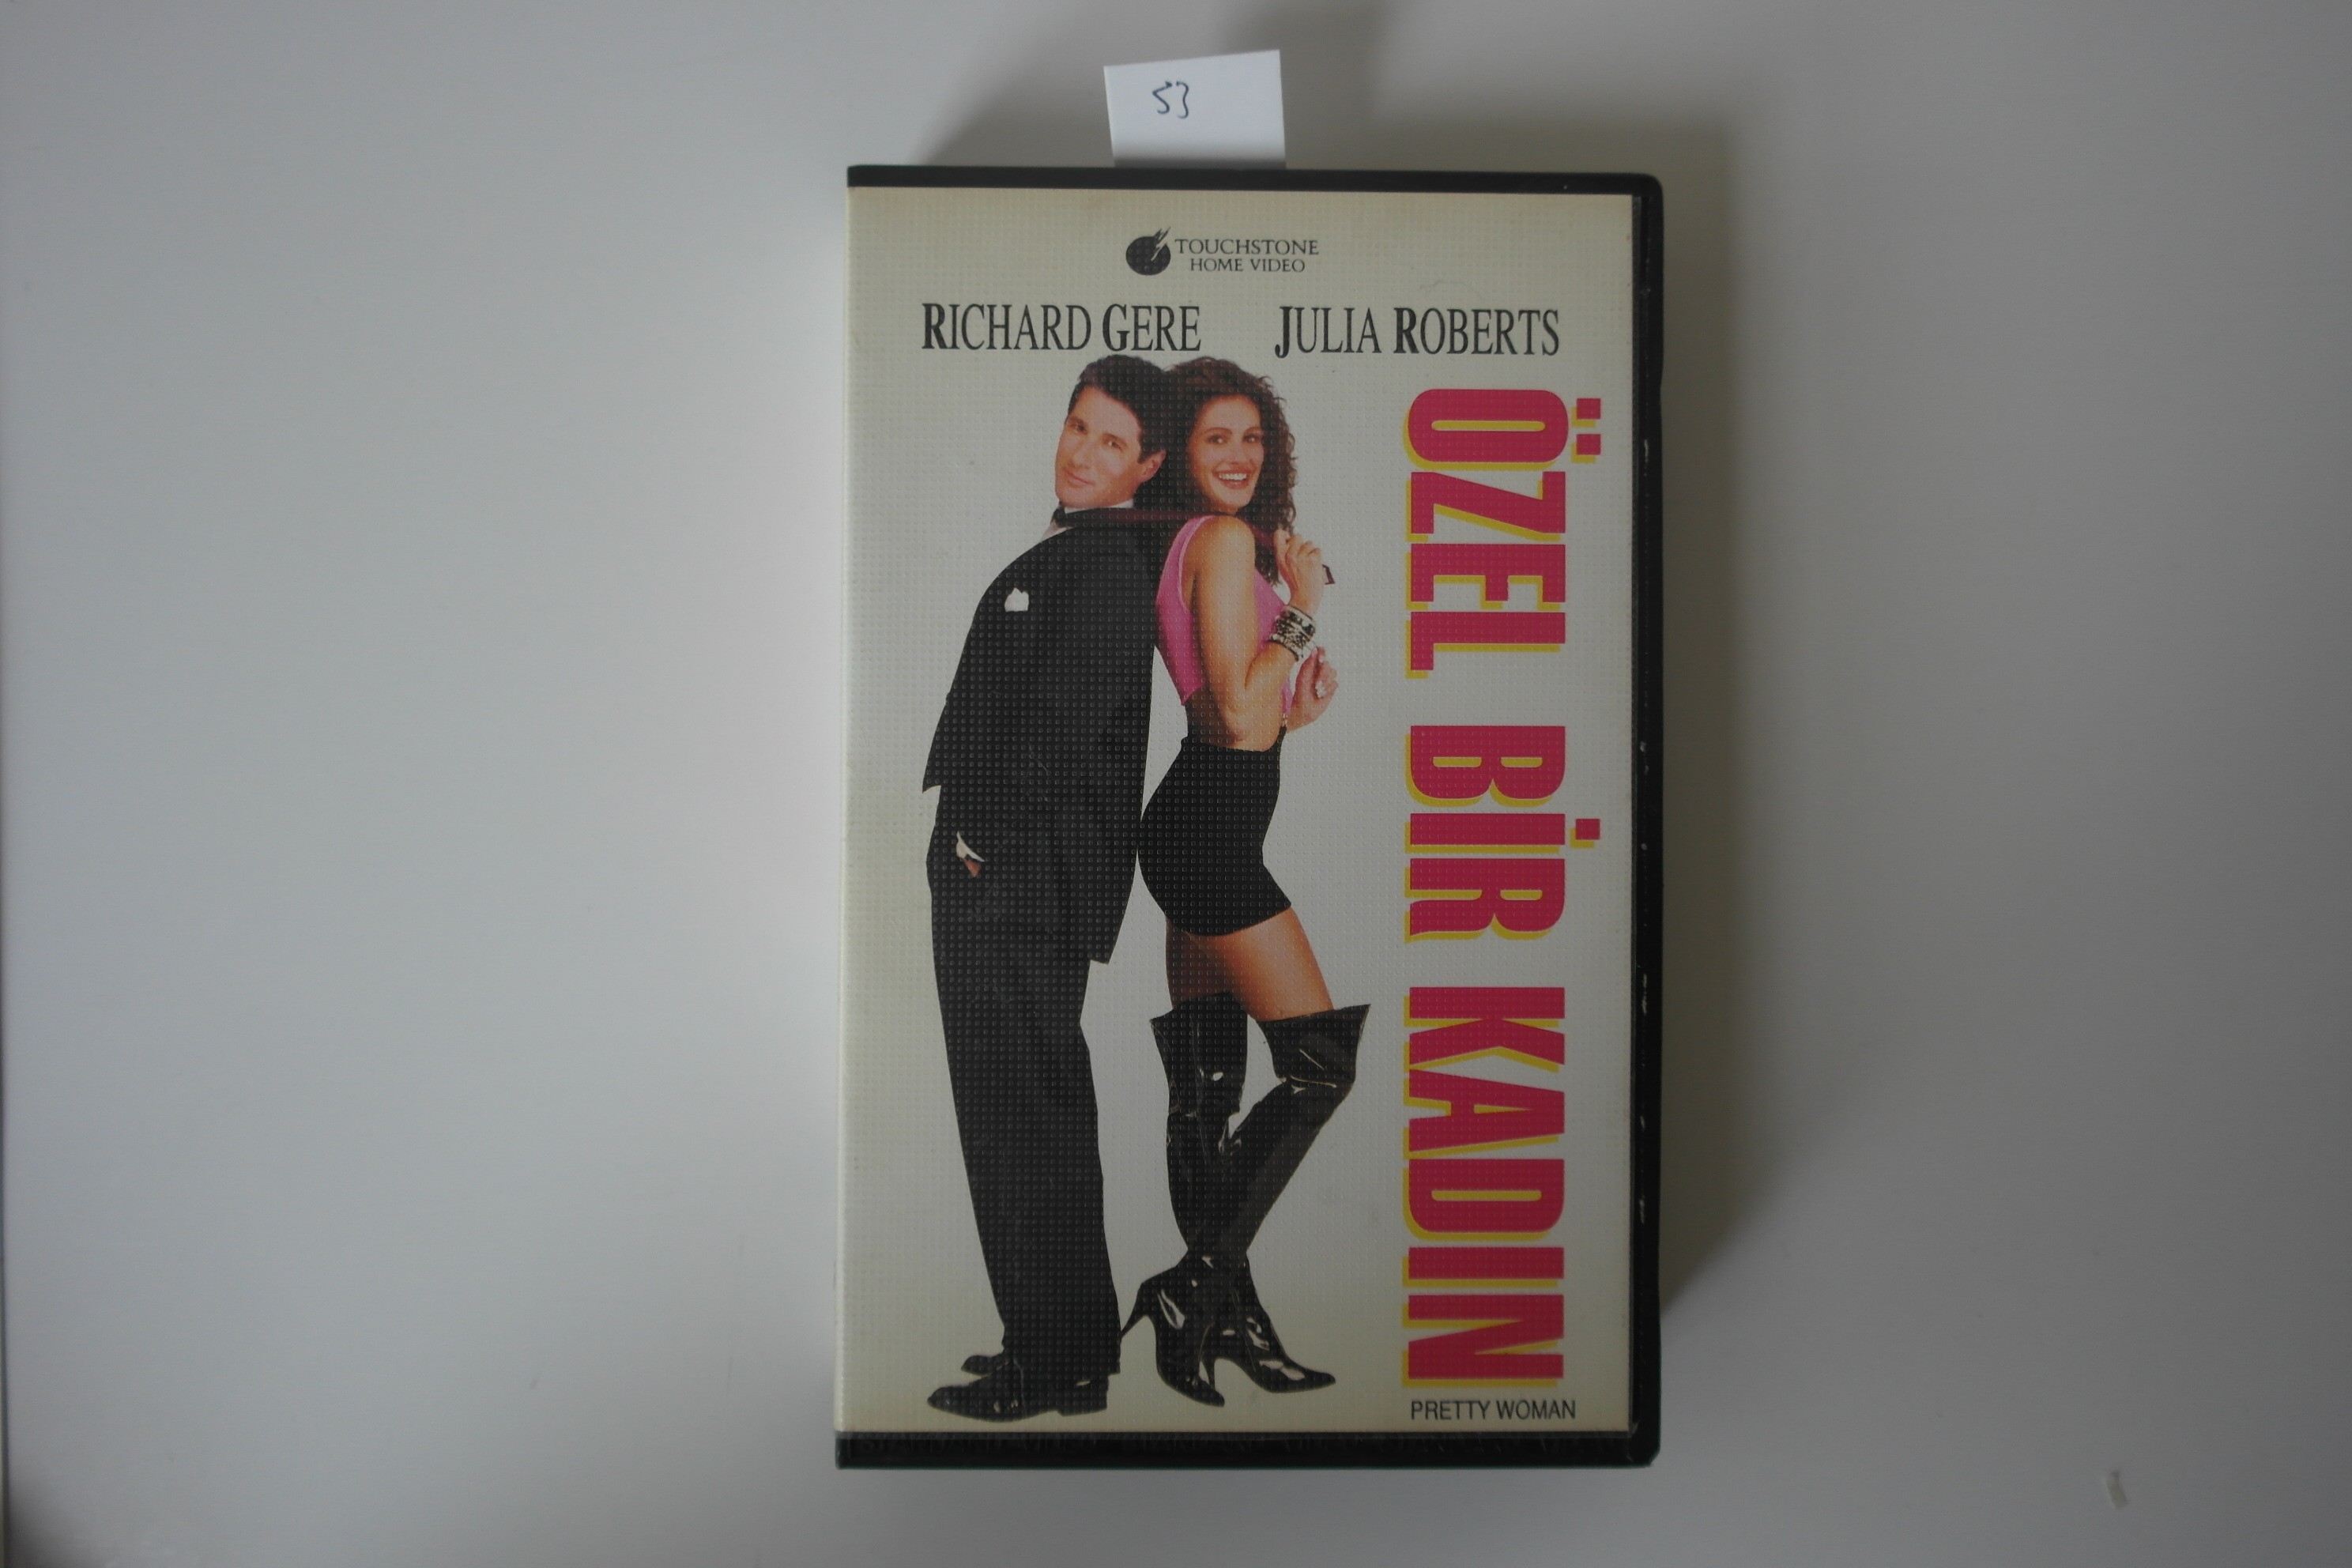 53
TOUCHSTONE
HOME VIDEO
RICHARD GERE JULIA ROBERTS
ÖZEL BİR KADIN
PRETTY WOMAN